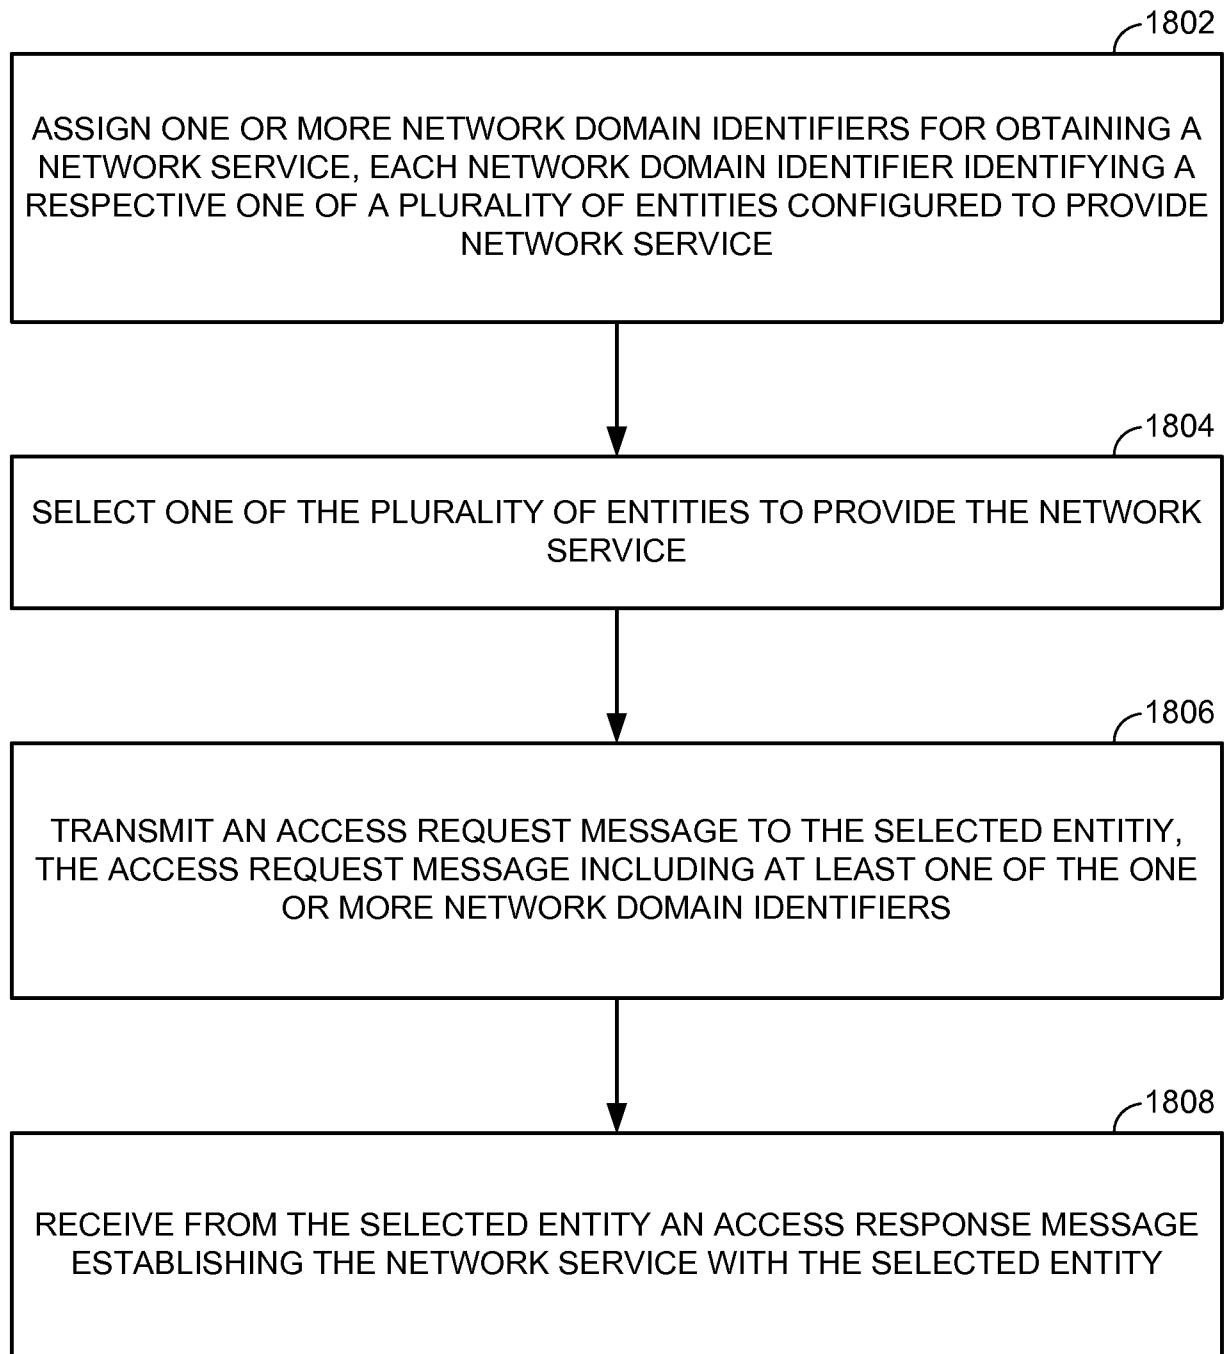 1802
ASSIGN ONE OR MORE NETWORK DOMAIN IDENTIFIERS FOR OBTAINING A
NETWORK SERVICE, EACH NETWORK DOMAIN IDENTIFIER IDENTIFYING A
RESPECTIVE ONE OF A PLURALITY OF ENTITIES CONFIGURED TO PROVIDE
NETWORK SERVICE
1804
SELECT ONE OF THE PLURALITY OF ENTITIES TO PROVIDE THE NETWORK
SERVICE
1806
TRANSMIT AN ACCESS REQUEST MESSAGE TO THE SELECTED ENTITIY,
THE ACCESS REQUEST MESSAGE INCLUDING AT LEAST ONE OF THE ONE
OR MORE NETWORK DOMAIN IDENTIFIERS
1808
RECEIVE FROM THE SELECTED ENTITY AN ACCESS RESPONSE MESSAGE
ESTABLISHING THE NETWORK SERVICE WITH THE SELECTED ENTITY